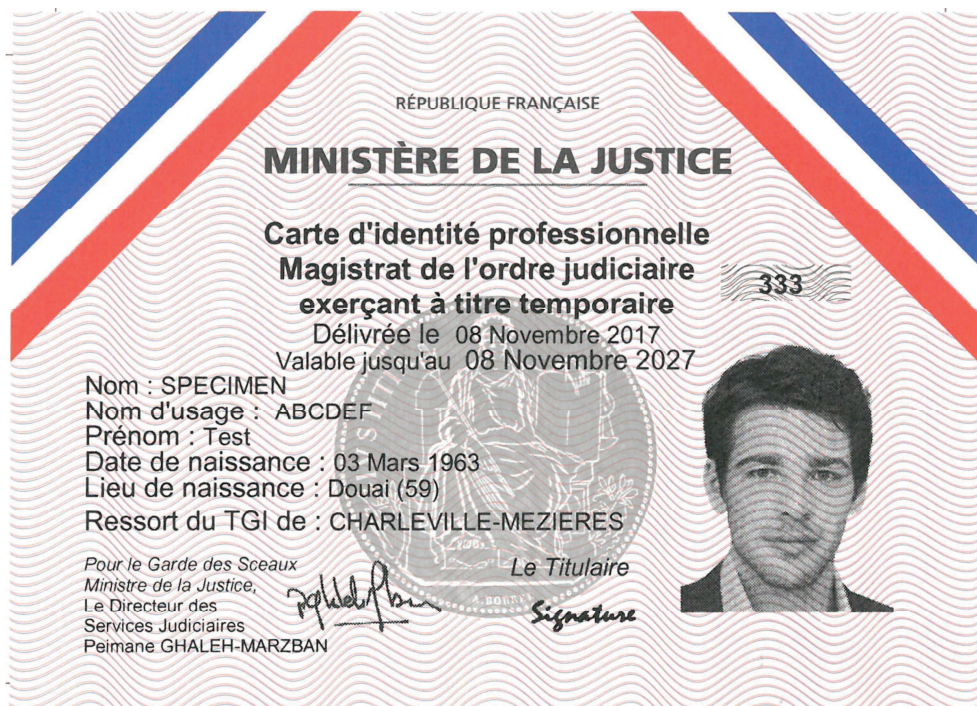 RÉPUBLIQUE FRANÇAISE
MINISTÈRE DE LA JUSTICE
Carte d'identité professionnelle
Magistrat de l'ordre judiciaire
exerçant à titre temporaire
333
Délivrée le 08 Novembre 2017
Valable jusqu'au 08 Novembre 2027
Nom : SPECIMEN
Nom d'usage : ABCDEF
Prénom : Test
Date de naissance : 03 Mars 1963
Lieu de naissance : Douai (59)
Ressort du TGI de : CHARLEVILLE-MEZIERES
Pour le Garde des Sceaux
Ministre de la Justice,
Le Directeur des
Services Judiciaires
Peimane GHALEH-MARZBAN
Le Titulaire
Signature